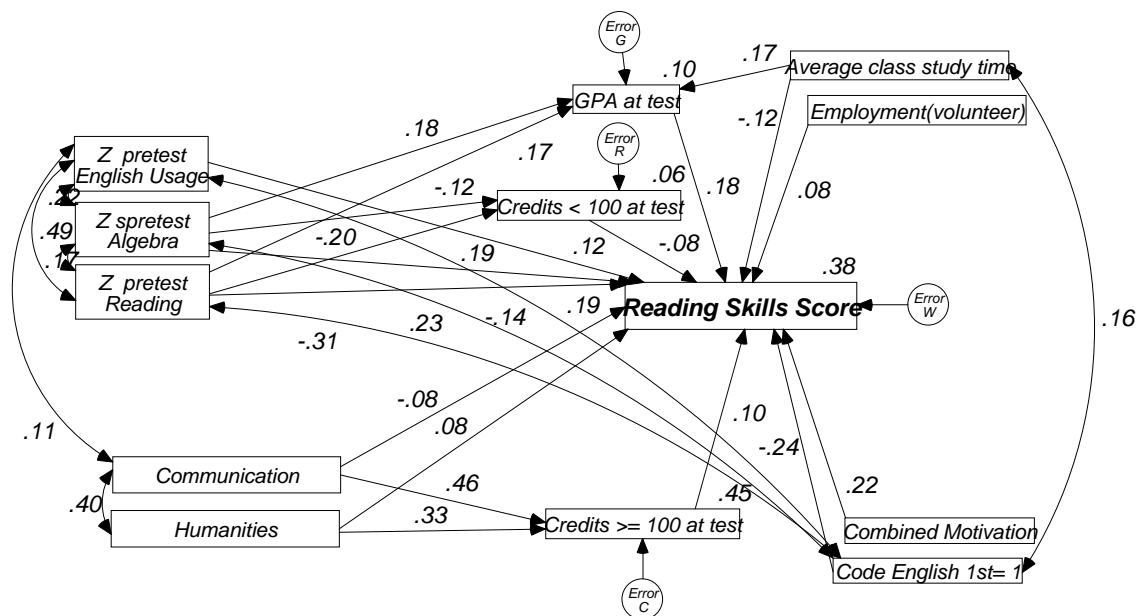 Error
G
.17
.10
Average class study time
GPA at test
-.12
Employment(volunteer)
.18
Error
R
Z pretest
English Usage
.17
.06
.18
.08
-.12
.22
Z spretest
Algebra
Credits < 100 at test
.49
-.20
.12
-.08
.17
.19
.38
Z pretest
Reading
Reading Skills Score
Error
W
.19
.23
-.14
.16
-.31
-.08
.10
.11
.08
-.24
Communication
.46
.45
.22
.40
.33
Humanities
Credits >= 100 at test
Combined Motivation
Code English 1st= 1
Error
C